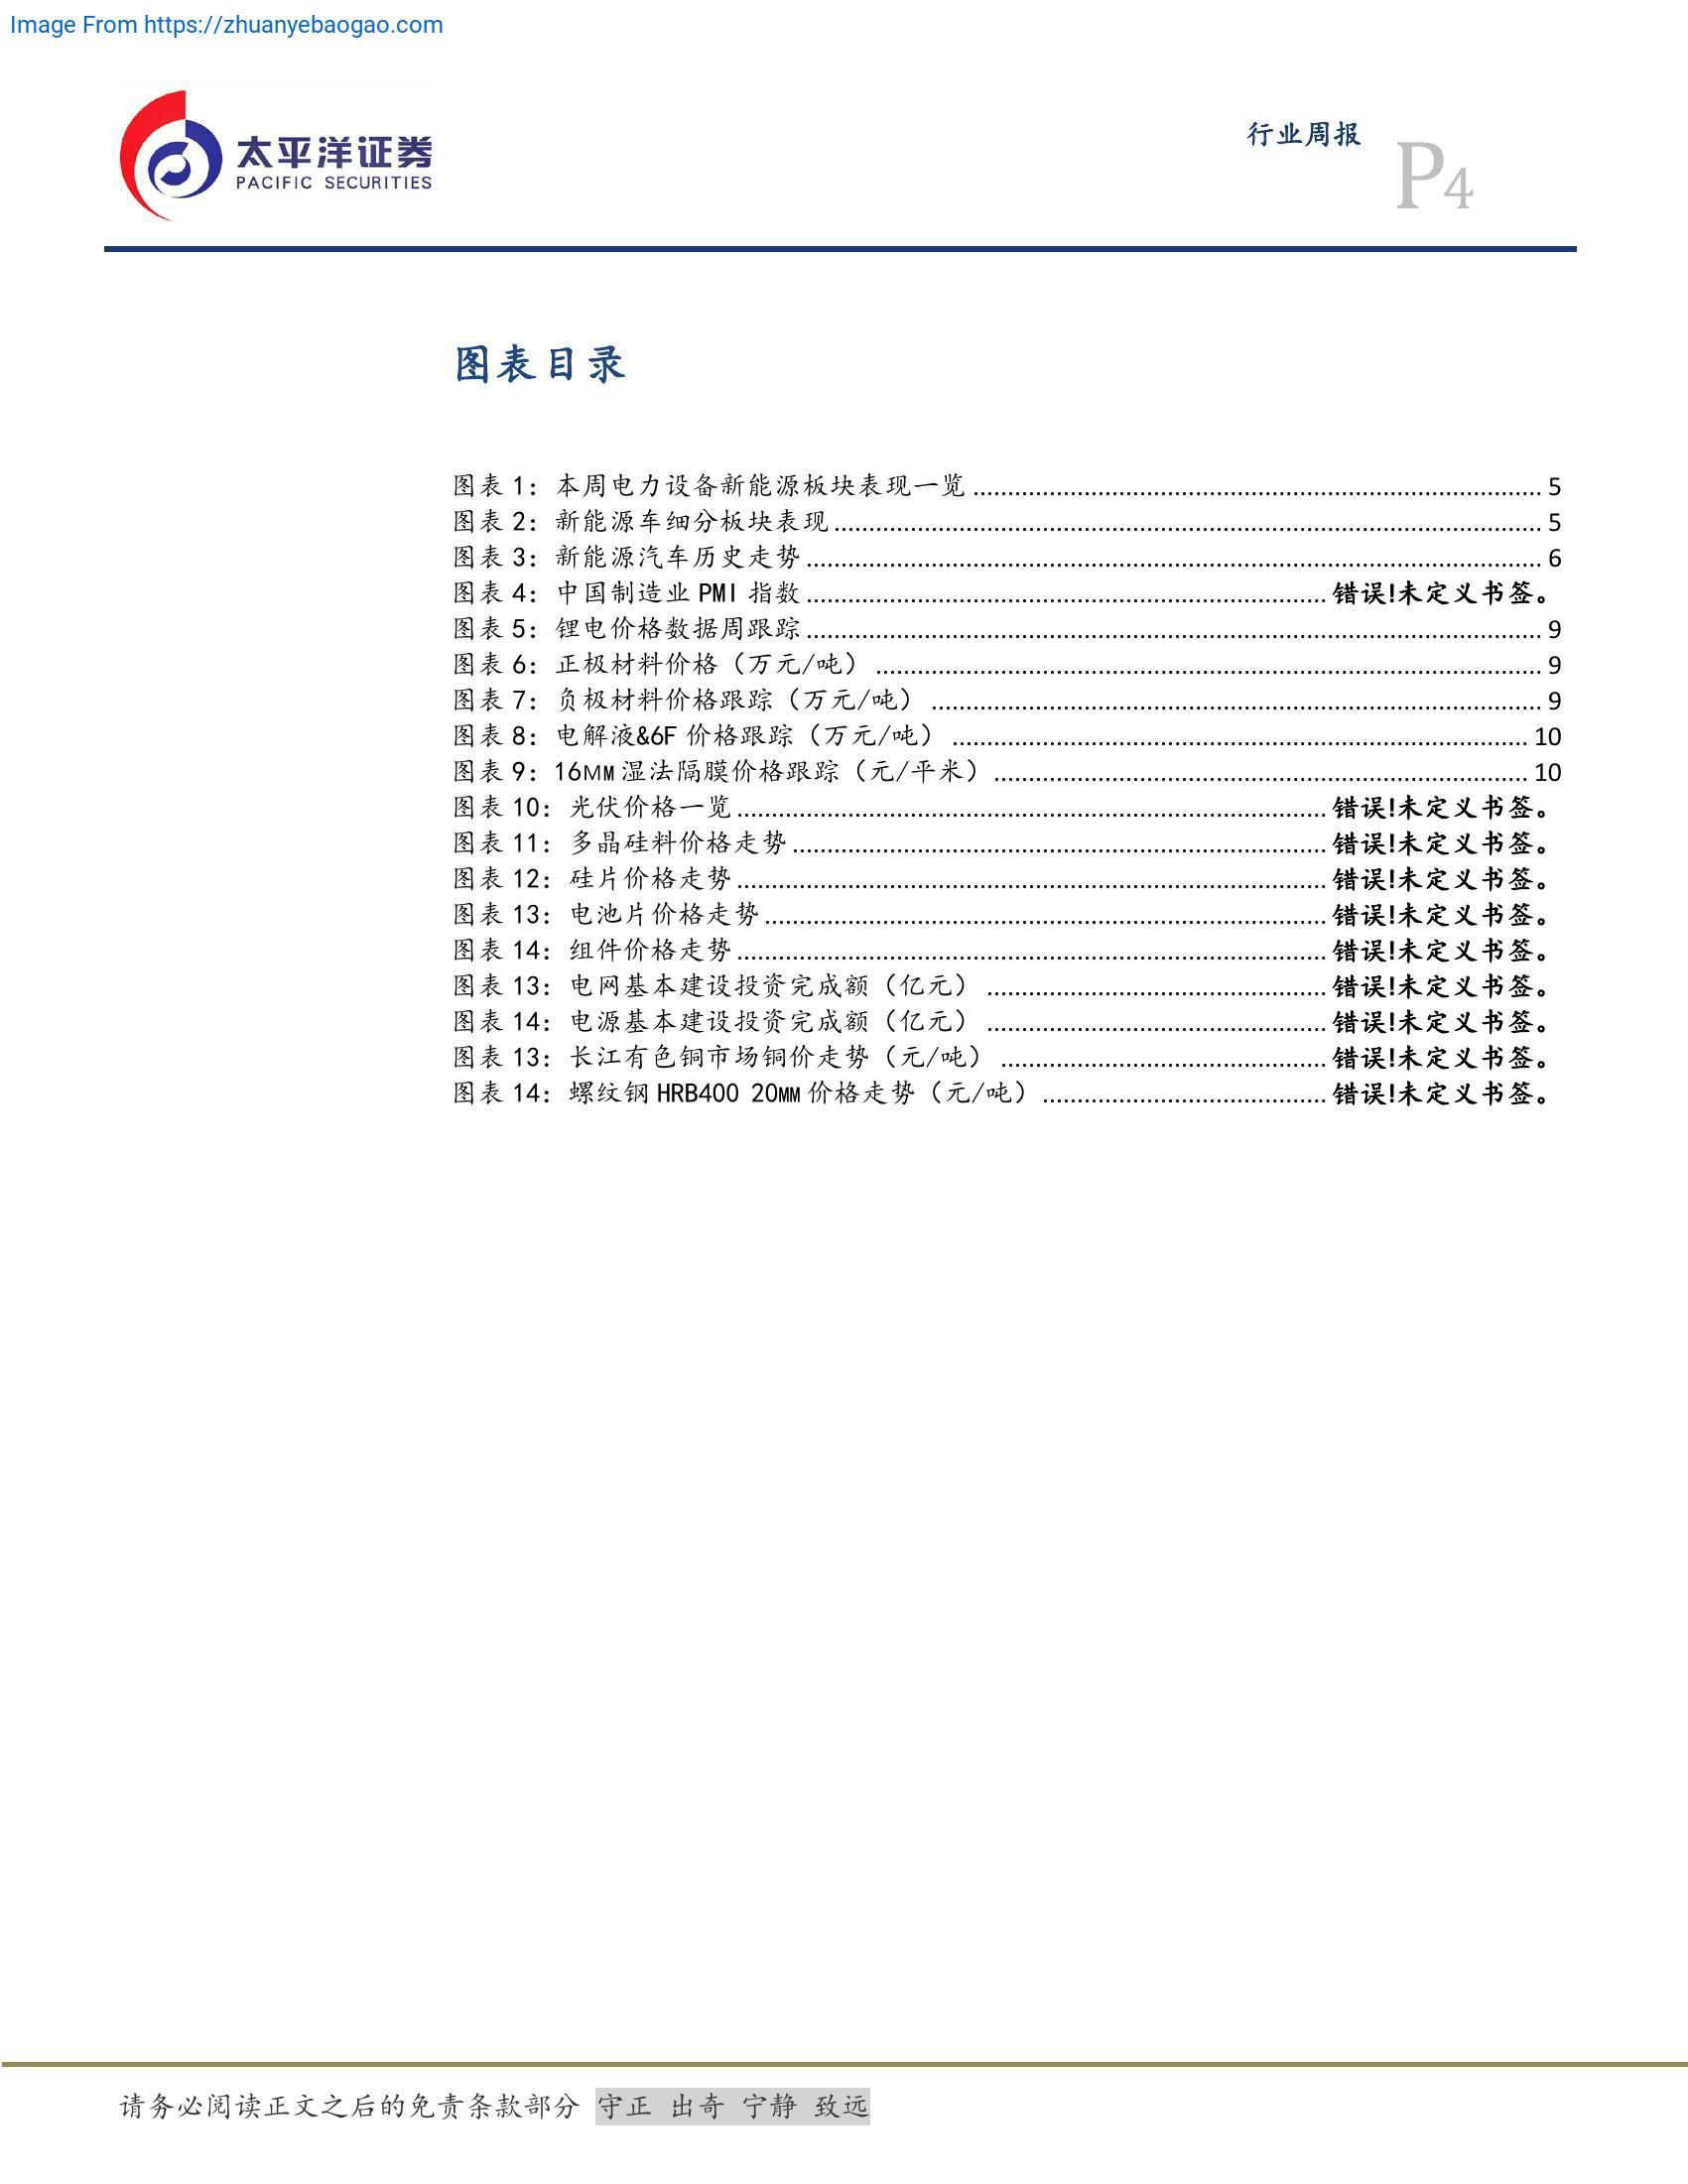 Image From https://zhuanyebaogao.com
太平洋证券
PACIFIC SECURITIES
行业周报
P4
图表目录
图表 1：本周电力设备新能源板块表现一览 ........ 5
图表 2：新能源车细分板块表现 ........ 5
图表 3：新能源汽车历史走势 ........ 6
图表 4：中国制造业 PMI 指数 ........ 错误!未定义书签。
图表 5：锂电价格数据周跟踪 ........ 9
图表 6：正极材料价格（万元/吨） ........ 9
图表 7：负极材料价格跟踪（万元/吨） ........ 9
图表 8：电解液&6F 价格跟踪（万元/吨） ........ 10
图表 9：16ΜM 湿法隔膜价格跟踪（元/平米） ........ 10
图表 10：光伏价格一览 ........ 错误!未定义书签。
图表 11：多晶硅料价格走势 ........ 错误!未定义书签。
图表 12：硅片价格走势 ........ 错误!未定义书签。
图表 13：电池片价格走势 ........ 错误!未定义书签。
图表 14：组件价格走势 ........ 错误!未定义书签。
图表 13：电网基本建设投资完成额（亿元） ........ 错误!未定义书签。
图表 14：电源基本建设投资完成额（亿元） ........ 错误!未定义书签。
图表 13：长江有色铜市场铜价走势（元/吨） ........ 错误!未定义书签。
图表 14：螺纹钢 HRB400 20MM 价格走势（元/吨） ........ 错误!未定义书签。
请务必阅读正文之后的免责条款部分 守正 出奇 宁静 致远